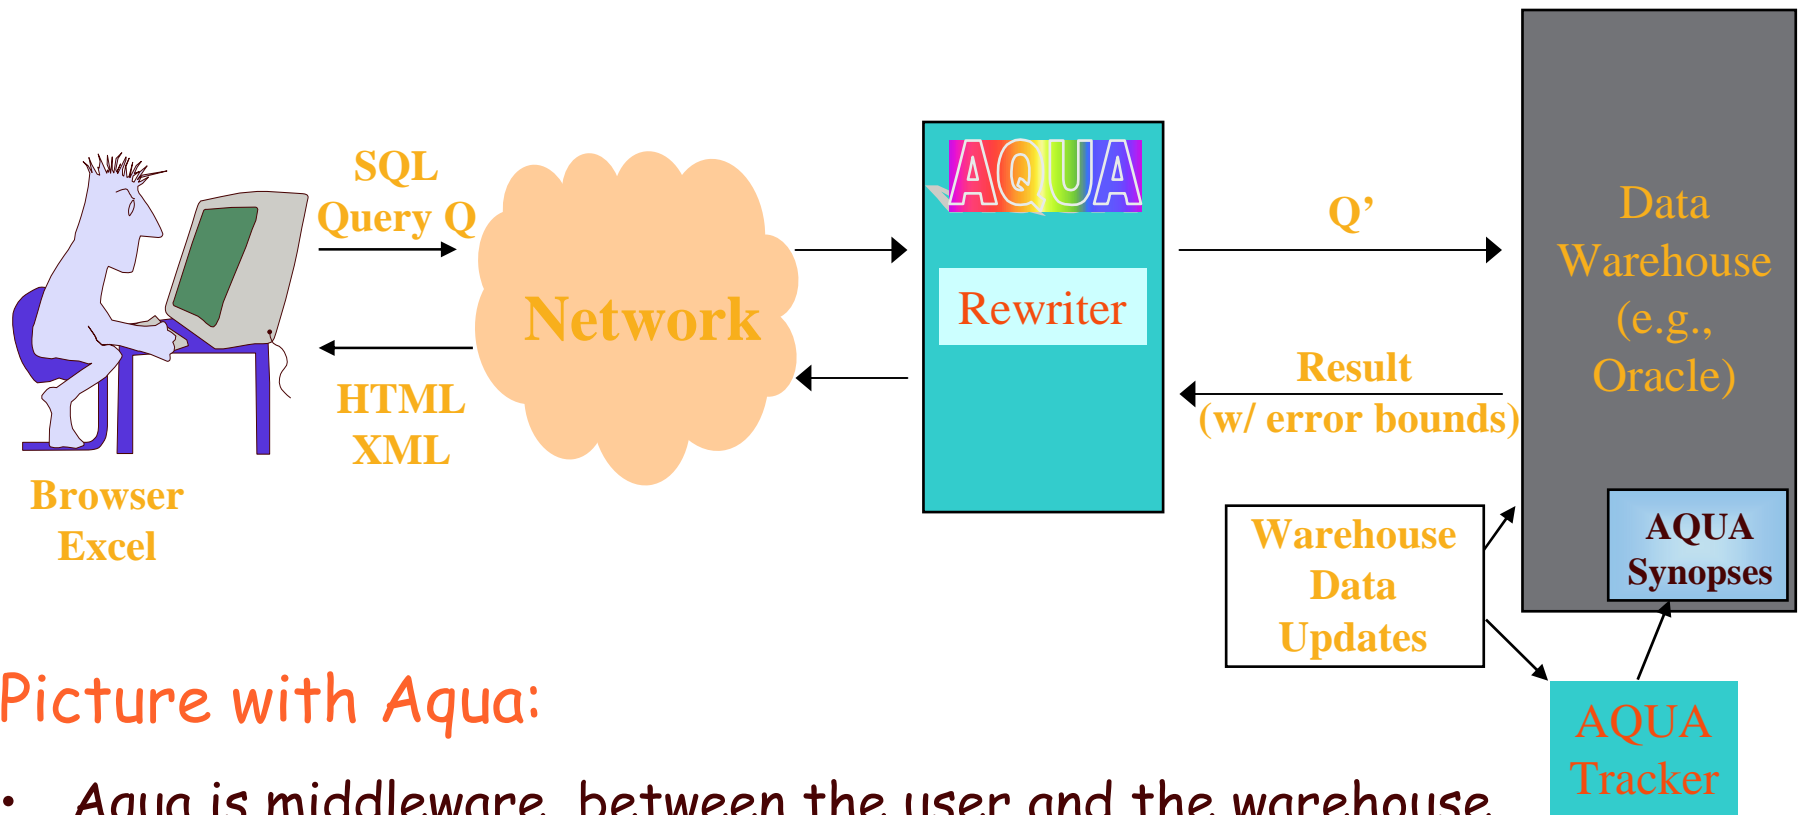 SQL
Query Q
HTML
XML
Browser
Excel
Network
AQUA
Rewriter
Q’
Result
(w/ error bounds)
Data
Warehouse
(e.g.,
Oracle)
AQUA
Synopses
Warehouse
Data
Updates
AQUA
Tracker
Picture with Aqua:
• Aqua is middleware, between the user and the warehouse